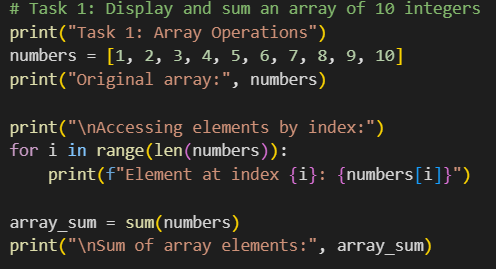 # Task 1: Display and sum an array of 10 integers
print("Task 1: Array Operations")
numbers = [1, 2, 3, 4, 5, 6, 7, 8, 9, 10]
print("Original array:", numbers)
print("\nAccessing elements by index:")
for i in range(len(numbers)):
    print(f"Element at index {i}: {numbers[i]}")
array_sum = sum(numbers)
print("\nSum of array elements:", array_sum)